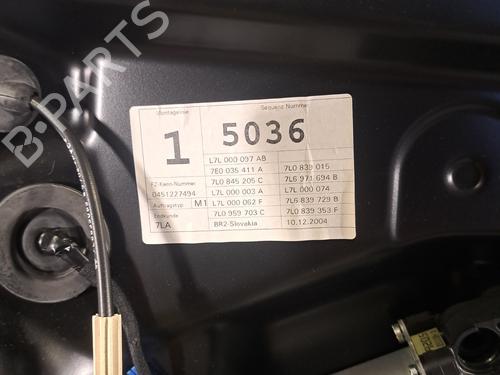 B-PARTS
Montagelinie
Sequenz Nummer
1
5036
L7L 000 097 AB
7E0 035 411 A
7L0 839 015
FZ-Kenn-Nummer
7L0 845 205 C
7L6 971 694 B
0451227494
L7L 000 003 A
L7L 000 074
Auftragstyp
M1
L7L 000 062 F
7L6 839 729 B
Endkunde
7L0 959 703 C
7L0 839 353 F
7LA
BR2-Slovakia
10.12.2004